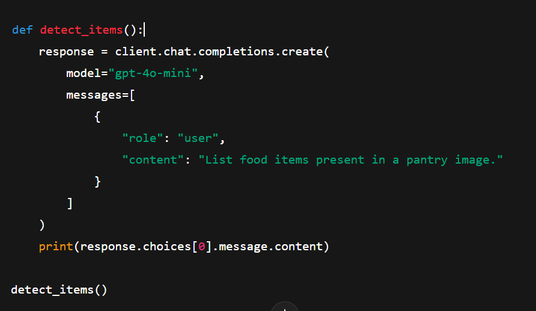 def detect_items():
    response = client.chat.completions.create(
        model="gpt-4o-mini",
        messages=[
            {
                "role": "user",
                "content": "List food items present in a pantry image."
            }
        ]
    )
    print(response.choices[0].message.content)

detect_items()